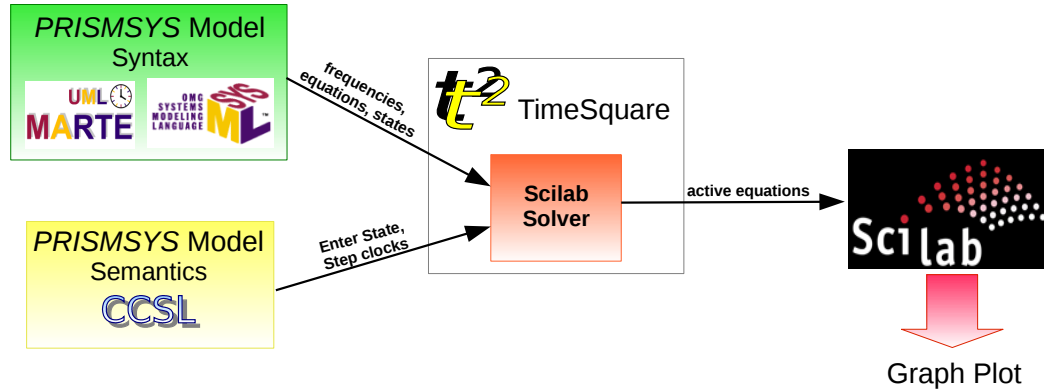 PRISMSYS Model
Syntax
UML
MARTE
OMG
SYSTEMS
MODELING
LANGUAGE
SYS
ML™
frequencies,
equations, states
t2
TimeSquare
Scilab
Solver
active equations
Scilab
PRISMSYS Model
Semantics
CCSL
Enter State,
Step clocks
Graph Plot